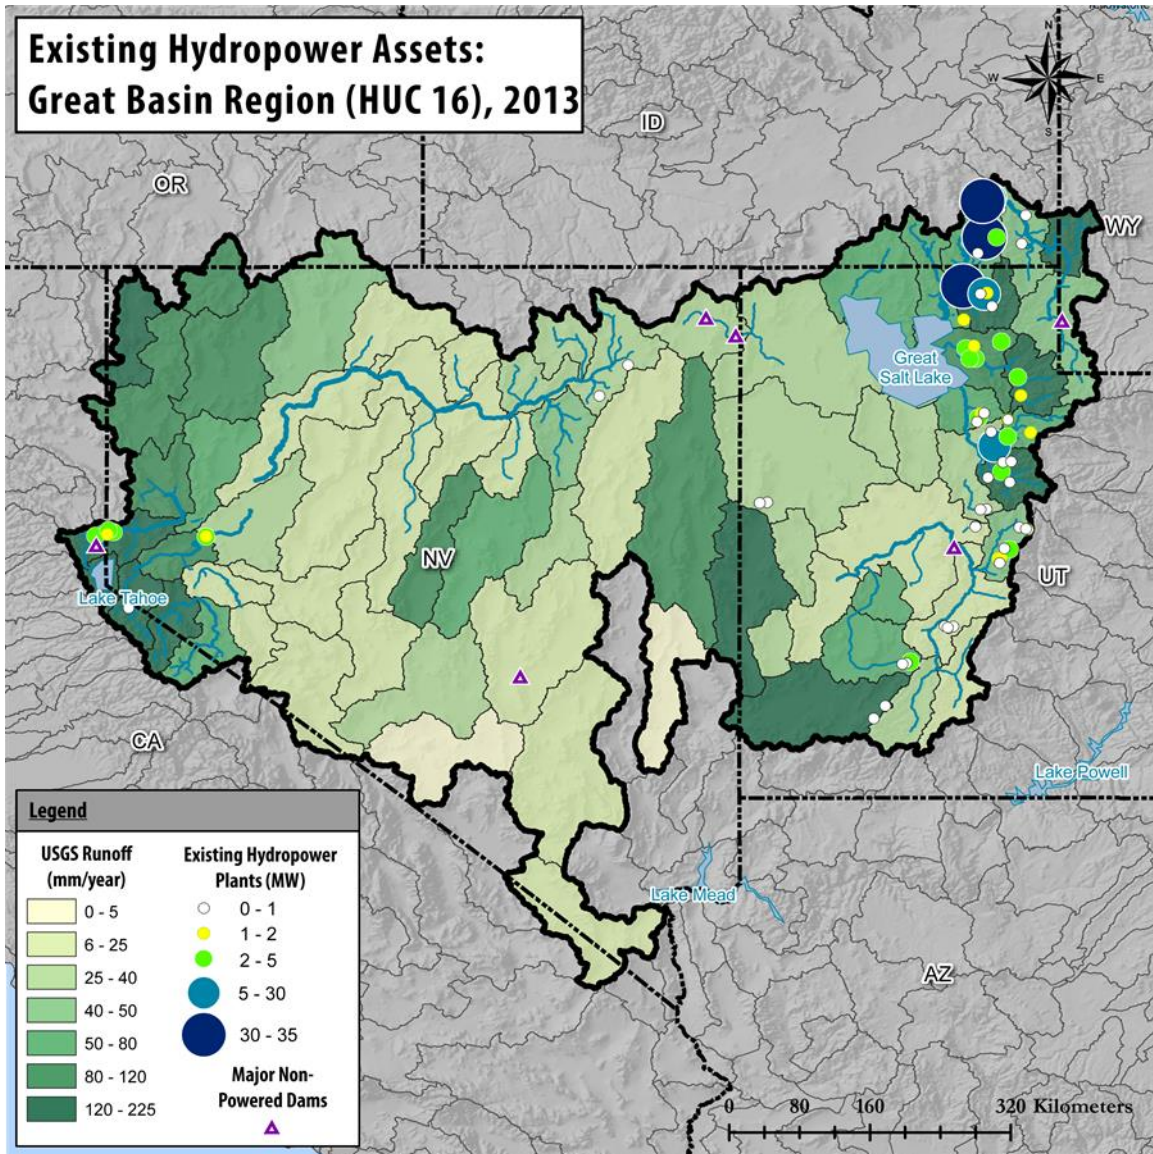 Existing Hydropower Assets:
Great Basin Region (HUC 16), 2013
N
W
E
S
ID
OR
WY
Great
Salt Lake
NV
Lake Tahoe
UT
CA
Lake Powell
Lake Mead
AZ
Legend
USGS Runoff
(mm/year)
0 - 5
6 - 25
25 - 40
40 - 50
50 - 80
80 - 120
120 - 225
Existing Hydropower
Plants (MW)
0 - 1
1 - 2
2 - 5
5 - 30
30 - 35
Major Non-
Powered Dams
0 80 160 320 Kilometers